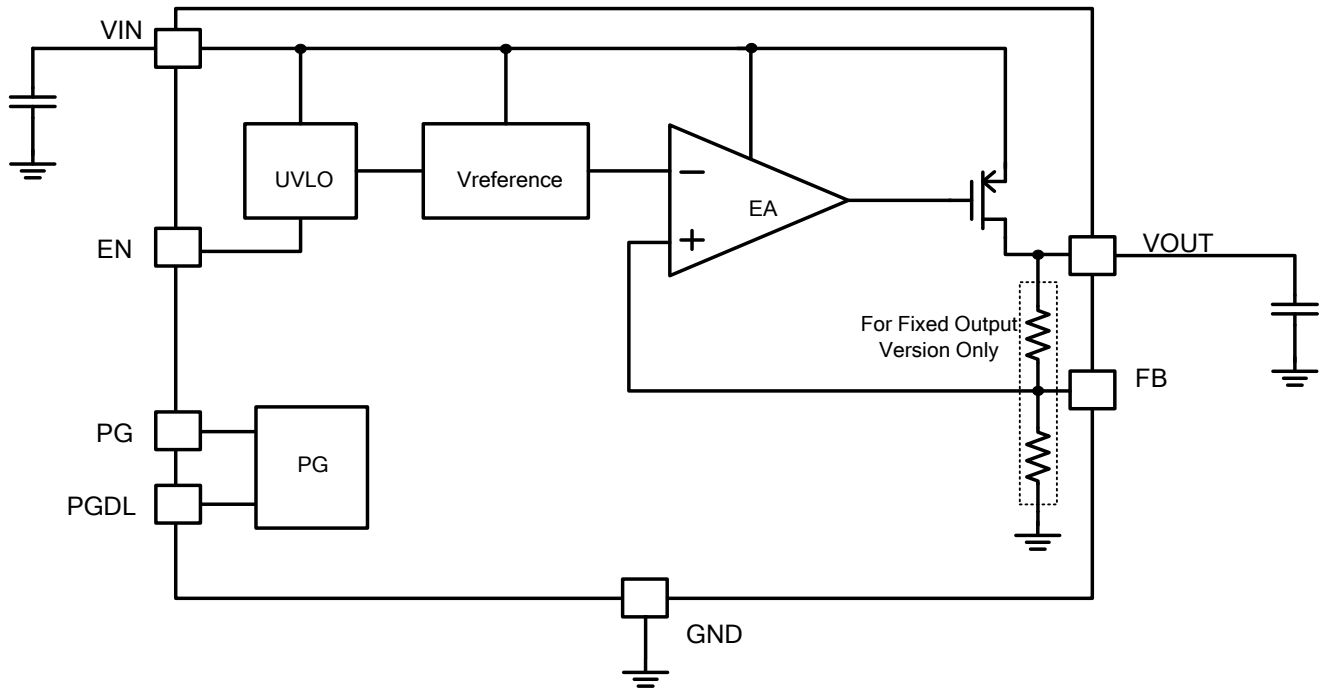 VIN
UVLO
Vreference
−
EA
+
EN
VOUT
For Fixed Output
Version Only
FB
PG
PG
PGDL
GND